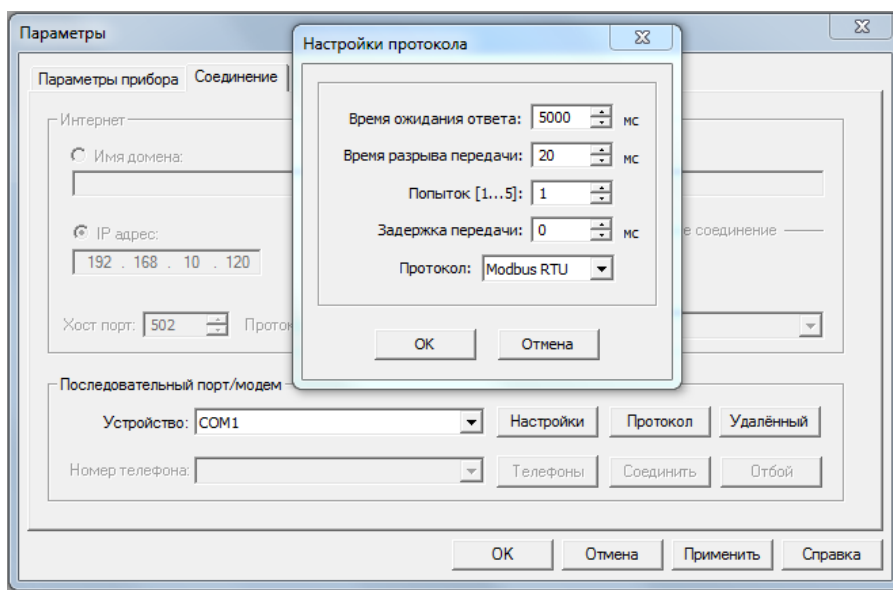 Параметры
Настройки протокола
Параметры прибора
Соединение
Интернет
Имя домена:
IP адрес:
192 . 168 . 10 . 120
Хост порт: 502
е соединение
Время ожидания ответа: 5000 мс
Время разрыва передачи: 20 мс
Попыток [1...5]: 1
Задержка передачи: 0 мс
Протокол: Modbus RTU
OK Отмена
Последовательный порт/модем
Устройство: COM1 Настройки Протокол Удалённый
Номер телефона: Телефоны Соединить Отбой
OK Отмена Применить Справка